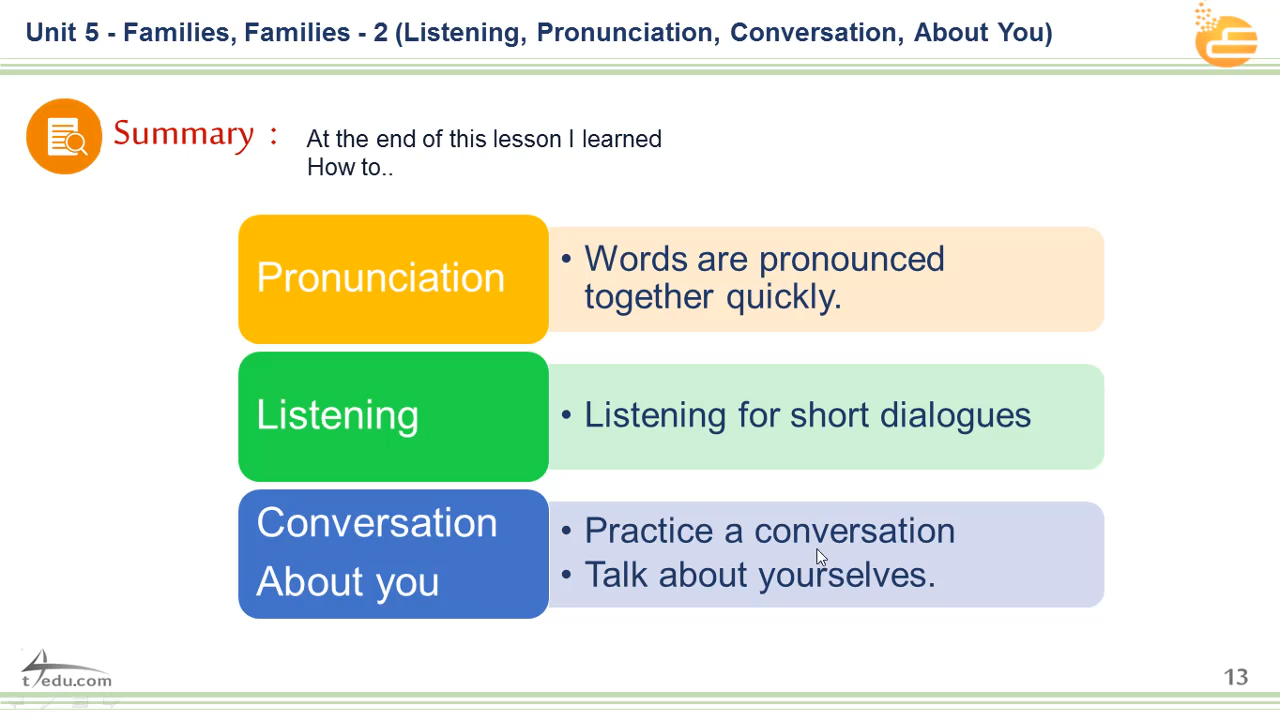 Unit 5 - Families, Families - 2 (Listening, Pronunciation, Conversation, About You)
Summary :
At the end of this lesson I learned
How to..
Pronunciation
• Words are pronounced
together quickly.
Listening
• Listening for short dialogues
Conversation
About you
• Practice a conversation
• Talk about yourselves.
t4edu.com
13